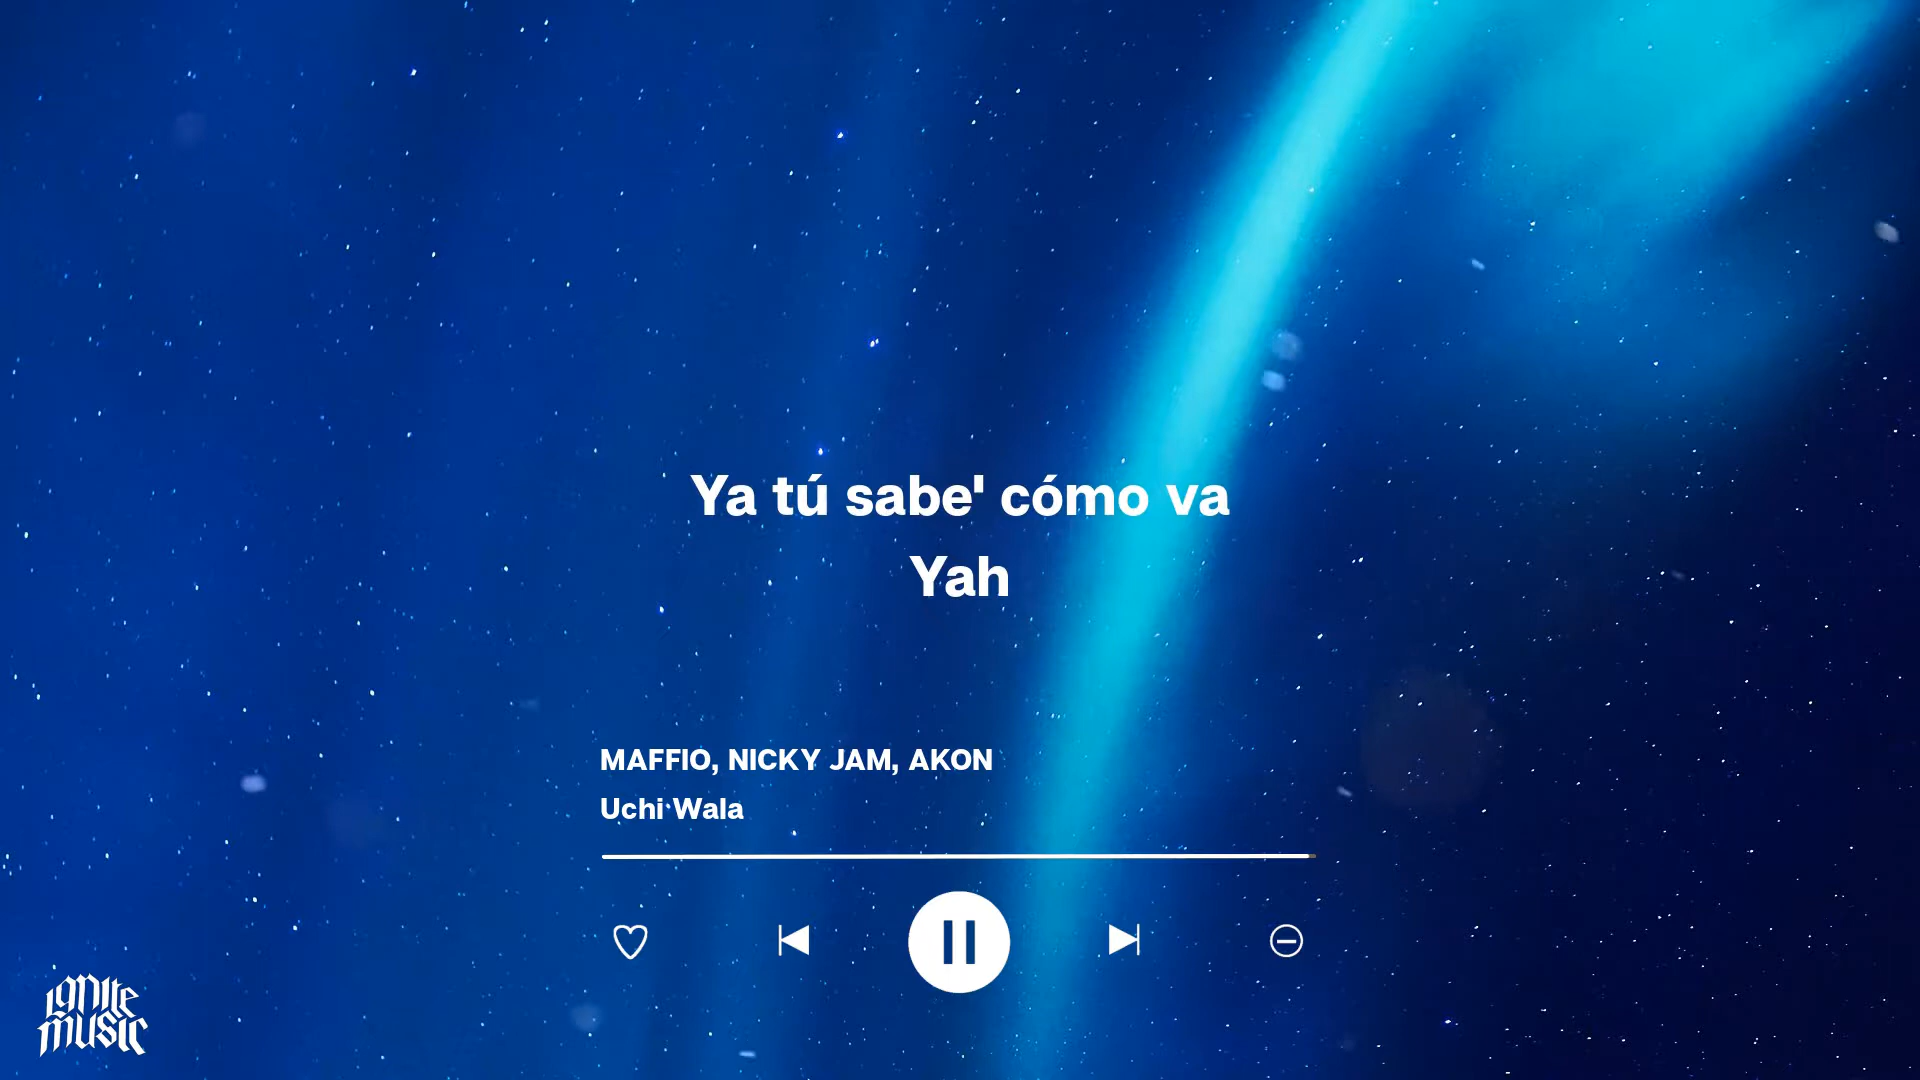 Ya tú sabe' cómo va
Yah
MAFFIO, NICKY JAM, AKON
Uchi Wala
ignite
music